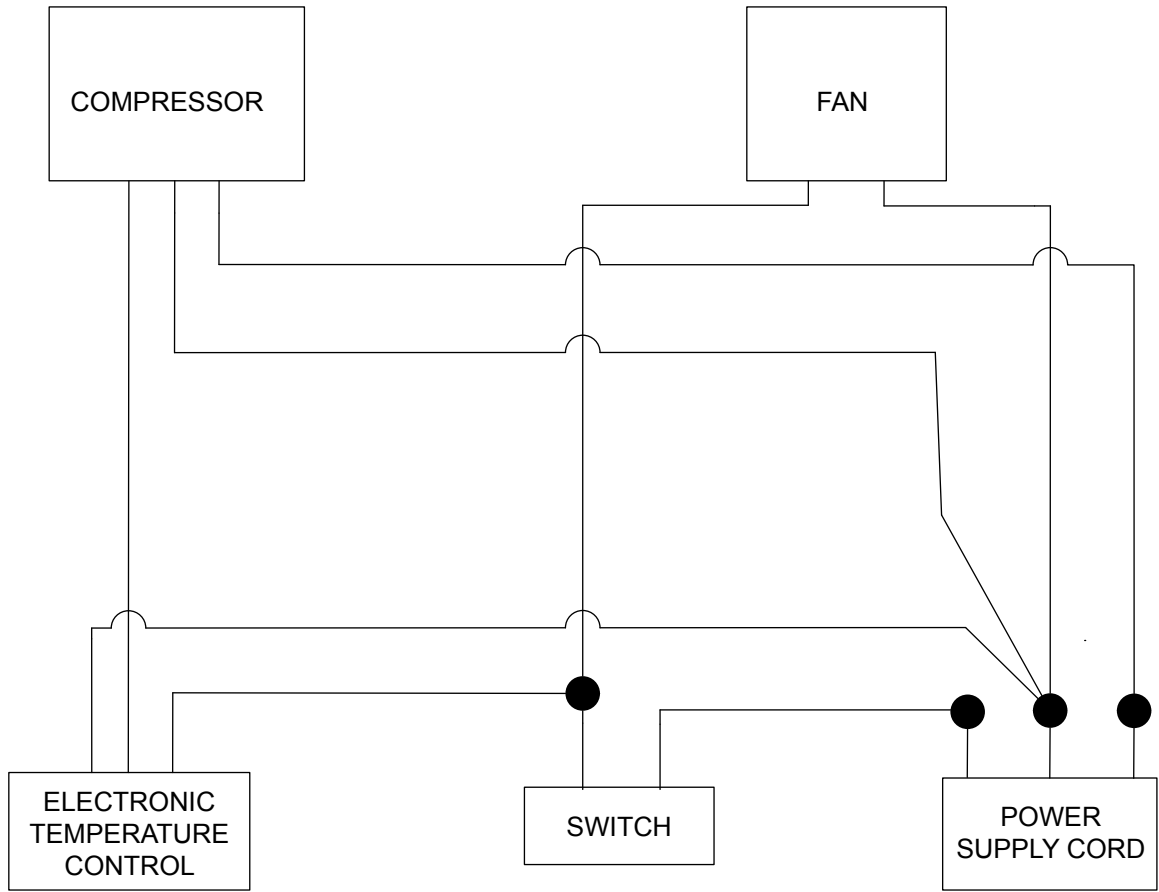 COMPRESSOR
FAN
ELECTRONIC
TEMPERATURE
CONTROL
SWITCH
POWER
SUPPLY CORD